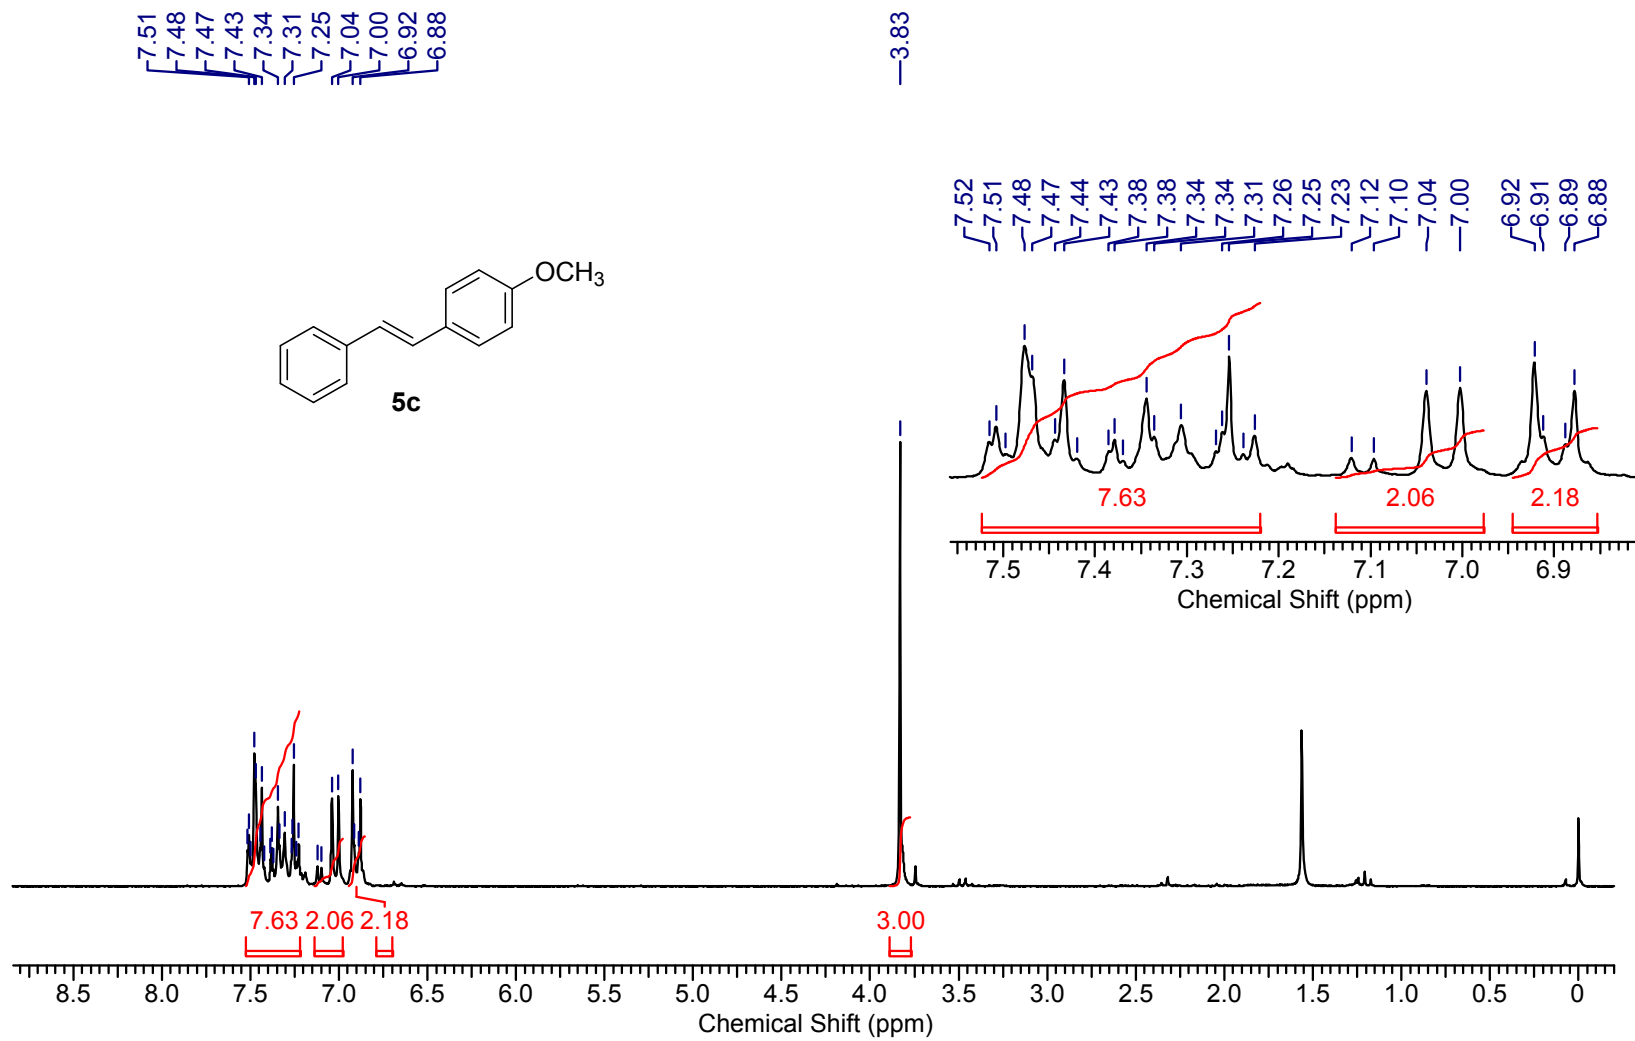 7.51 7.48 7.47 7.43 7.34 7.31 7.25 7.04 7.00 6.92 6.88
3.83
7.52 7.51 7.48 7.47 7.44 7.43 7.38 7.38 7.34 7.34 7.31 7.26 7.25 7.23 7.12 7.10 7.04 7.00 6.92 6.91 6.89 6.88
OCH3
5c
7.63 2.06 2.18
7.5 7.4 7.3 7.2 7.1 7.0 6.9
Chemical Shift (ppm)
7.63 2.06 2.18 3.00
8.5 8.0 7.5 7.0 6.5 6.0 5.5 5.0 4.5 4.0 3.5 3.0 2.5 2.0 1.5 1.0 0.5 0
Chemical Shift (ppm)